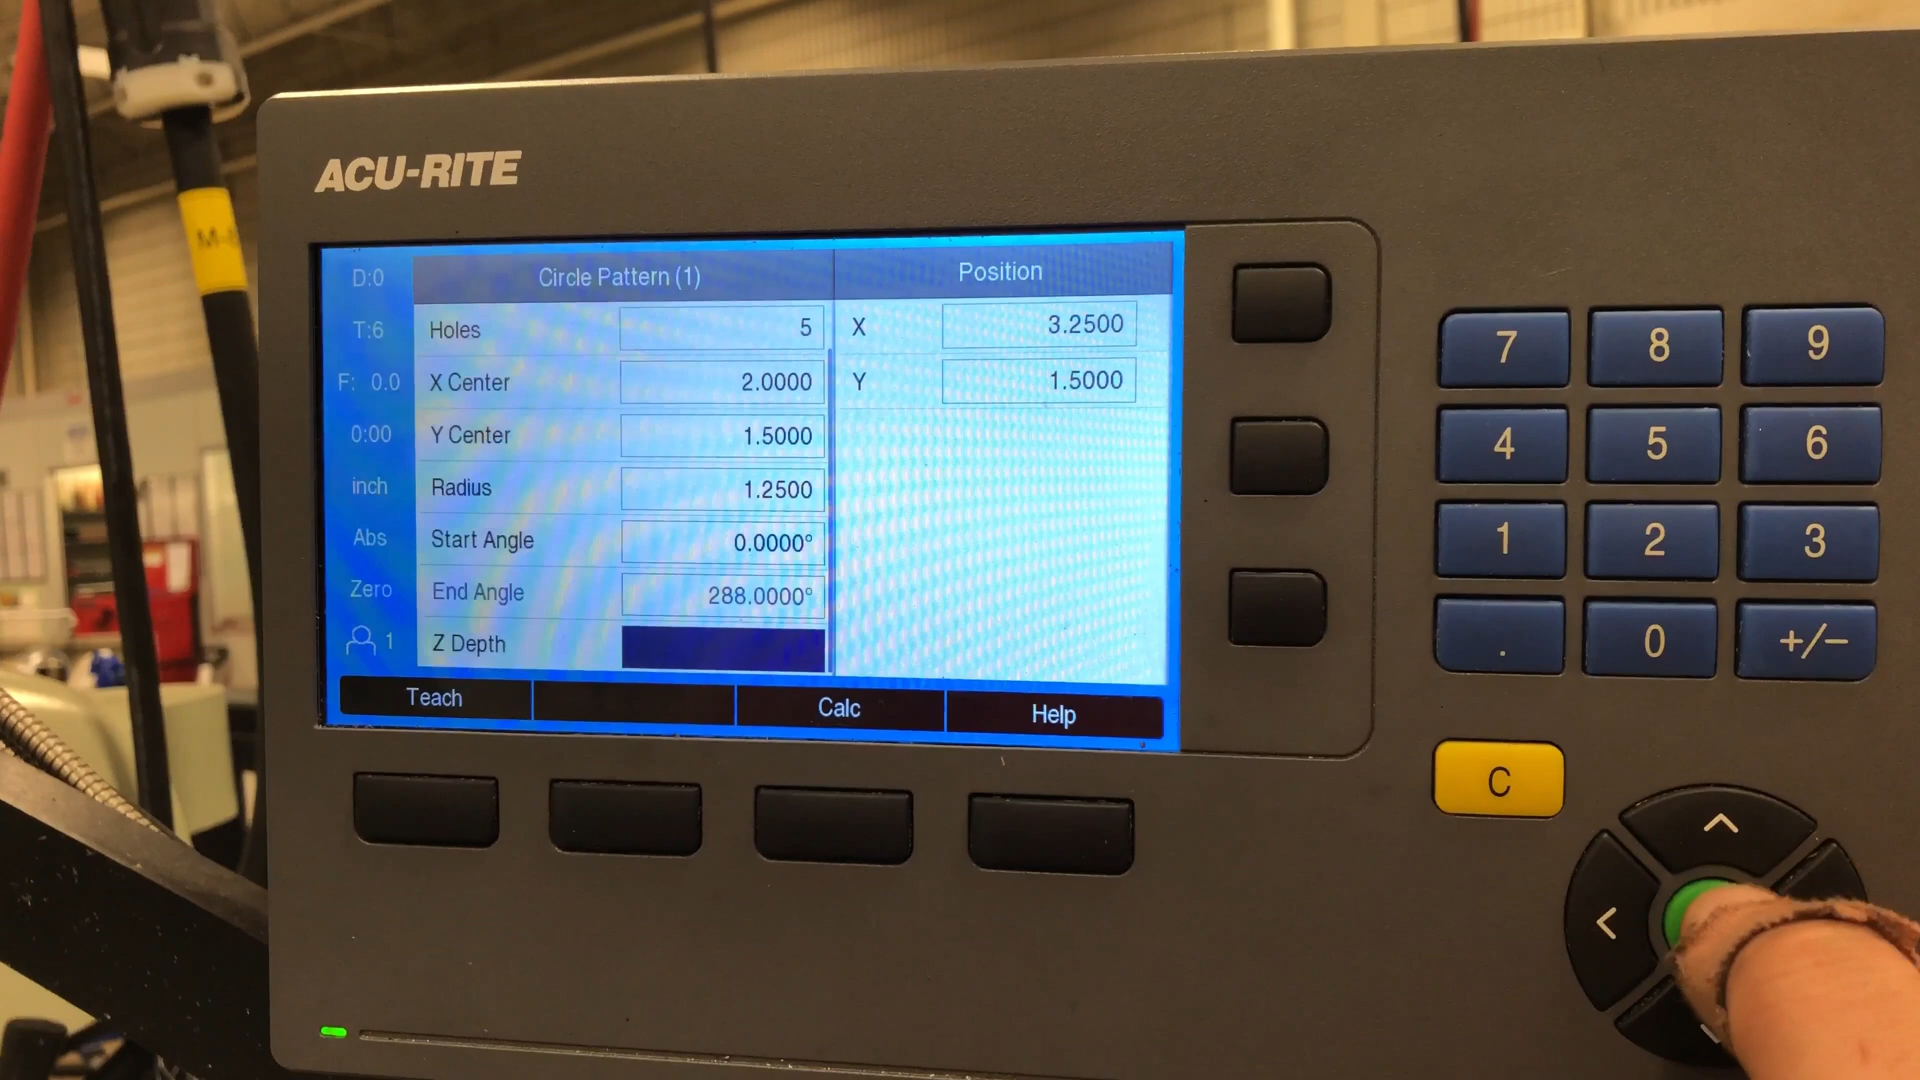 ACU-RITE
D:0
T:6
F: 0.0
0:00
inch
Abs
Zero
1
Circle Pattern (1)
Holes 5
X Center 2.0000
Y Center 1.5000
Radius 1.2500
Start Angle 0.0000°
End Angle 288.0000°
Z Depth
Position
X 3.2500
Y 1.5000
Teach Calc Help
7 8 9
4 5 6
1 2 3
. 0 +/−
C